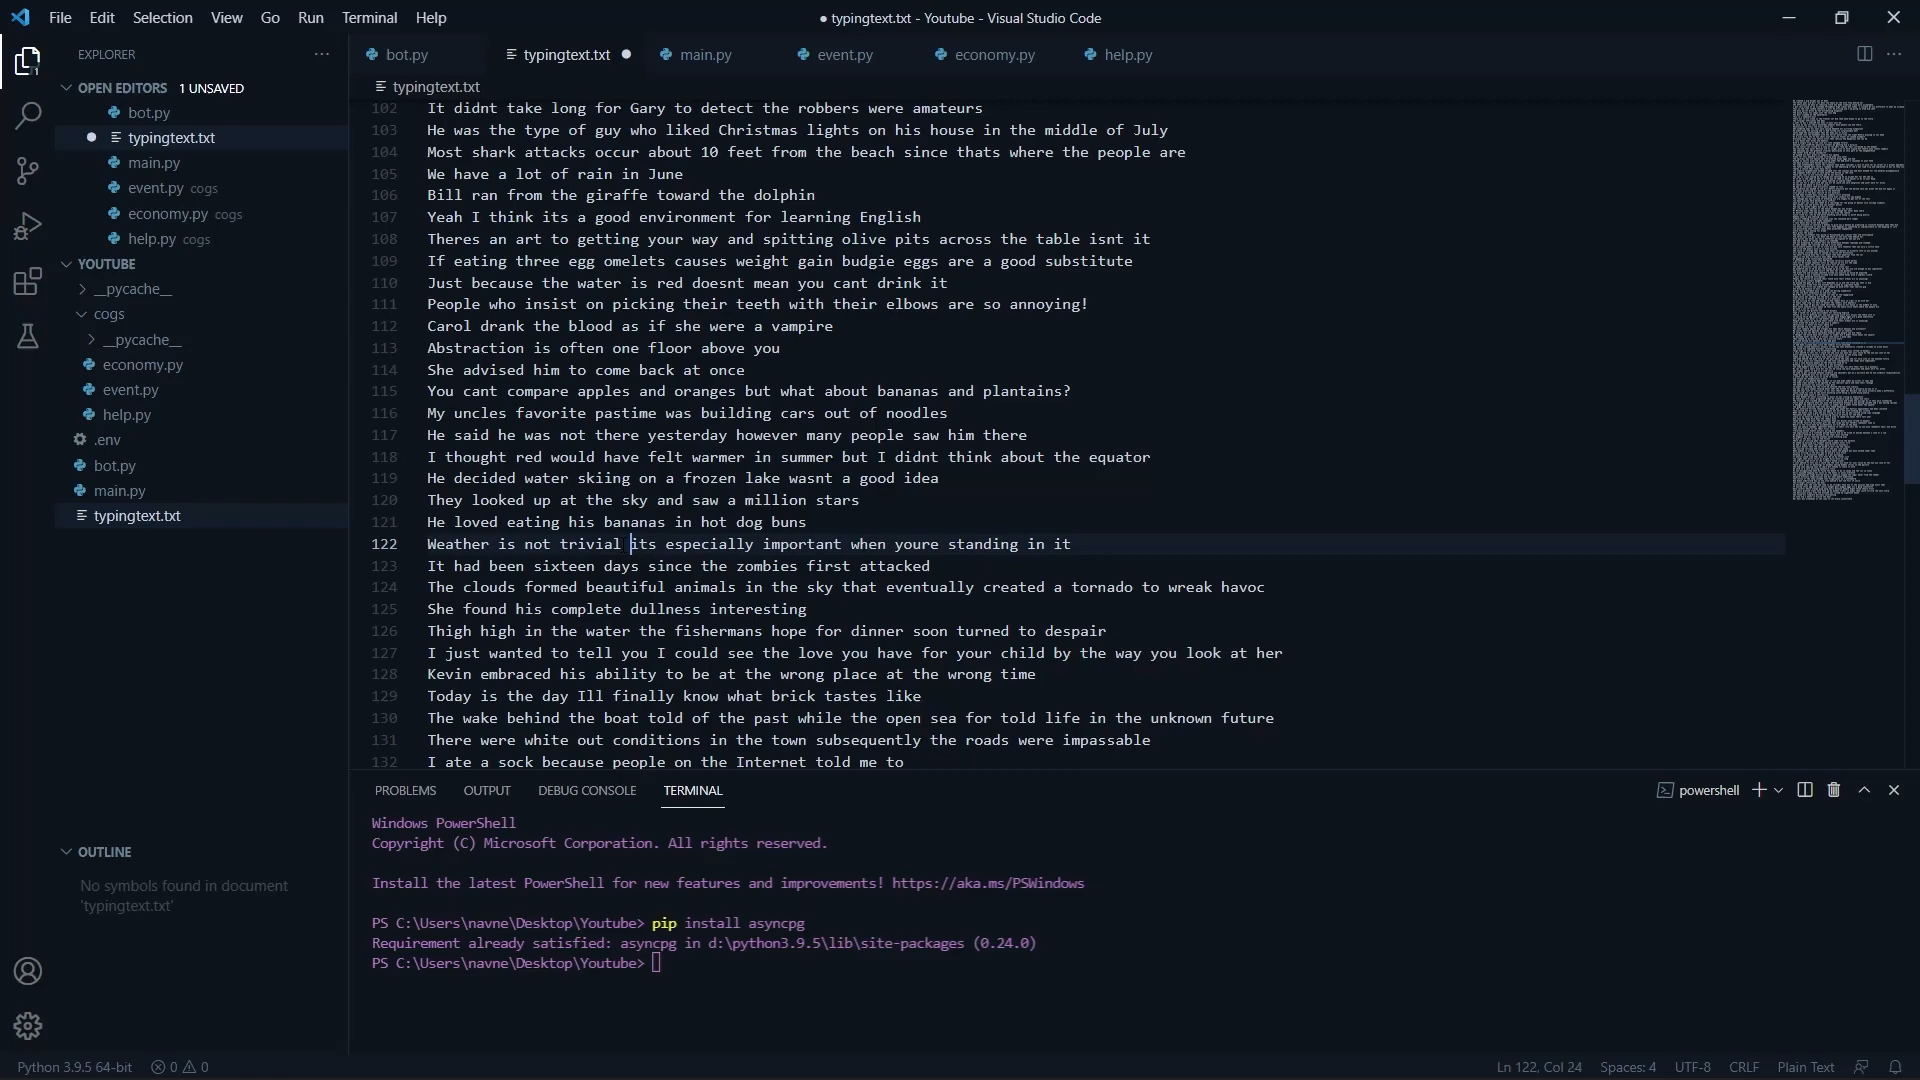 File Edit Selection View Go Run Terminal Help
● typingtext.txt - Youtube - Visual Studio Code
EXPLORER
OPEN EDITORS 1 UNSAVED
bot.py
typingtext.txt
main.py
event.py cogs
economy.py cogs
help.py cogs
YOUTUBE
__pycache__
cogs
__pycache__
economy.py
event.py
help.py
.env
bot.py
main.py
typingtext.txt
OUTLINE
No symbols found in document
'typingtext.txt'
bot.py typingtext.txt main.py event.py economy.py help.py
typingtext.txt
102 It didnt take long for Gary to detect the robbers were amateurs
103 He was the type of guy who liked Christmas lights on his house in the middle of July
104 Most shark attacks occur about 10 feet from the beach since thats where the people are
105 We have a lot of rain in June
106 Bill ran from the giraffe toward the dolphin
107 Yeah I think its a good environment for learning English
108 Theres an art to getting your way and spitting olive pits across the table isnt it
109 If eating three egg omelets causes weight gain budgie eggs are a good substitute
110 Just because the water is red doesnt mean you cant drink it
111 People who insist on picking their teeth with their elbows are so annoying!
112 Carol drank the blood as if she were a vampire
113 Abstraction is often one floor above you
114 She advised him to come back at once
115 You cant compare apples and oranges but what about bananas and plantains?
116 My uncles favorite pastime was building cars out of noodles
117 He said he was not there yesterday however many people saw him there
118 I thought red would have felt warmer in summer but I didnt think about the equator
119 He decided water skiing on a frozen lake wasnt a good idea
120 They looked up at the sky and saw a million stars
121 He loved eating his bananas in hot dog buns
122 Weather is not trivial its especially important when youre standing in it
123 It had been sixteen days since the zombies first attacked
124 The clouds formed beautiful animals in the sky that eventually created a tornado to wreak havoc
125 She found his complete dullness interesting
126 Thigh high in the water the fishermans hope for dinner soon turned to despair
127 I just wanted to tell you I could see the love you have for your child by the way you look at her
128 Kevin embraced his ability to be at the wrong place at the wrong time
129 Today is the day Ill finally know what brick tastes like
130 The wake behind the boat told of the past while the open sea for told life in the unknown future
131 There were white out conditions in the town subsequently the roads were impassable
132 I ate a sock because people on the Internet told me to
PROBLEMS OUTPUT DEBUG CONSOLE TERMINAL
powershell
Windows PowerShell
Copyright (C) Microsoft Corporation. All rights reserved.
Install the latest PowerShell for new features and improvements! https://aka.ms/PSWindows
PS C:\Users\navne\Desktop\Youtube> pip install asyncpg
Requirement already satisfied: asyncpg in d:\python3.9.5\lib\site-packages (0.24.0)
PS C:\Users\navne\Desktop\Youtube>
Python 3.9.5 64-bit 0 0
Ln 122, Col 24 Spaces: 4 UTF-8 CRLF Plain Text